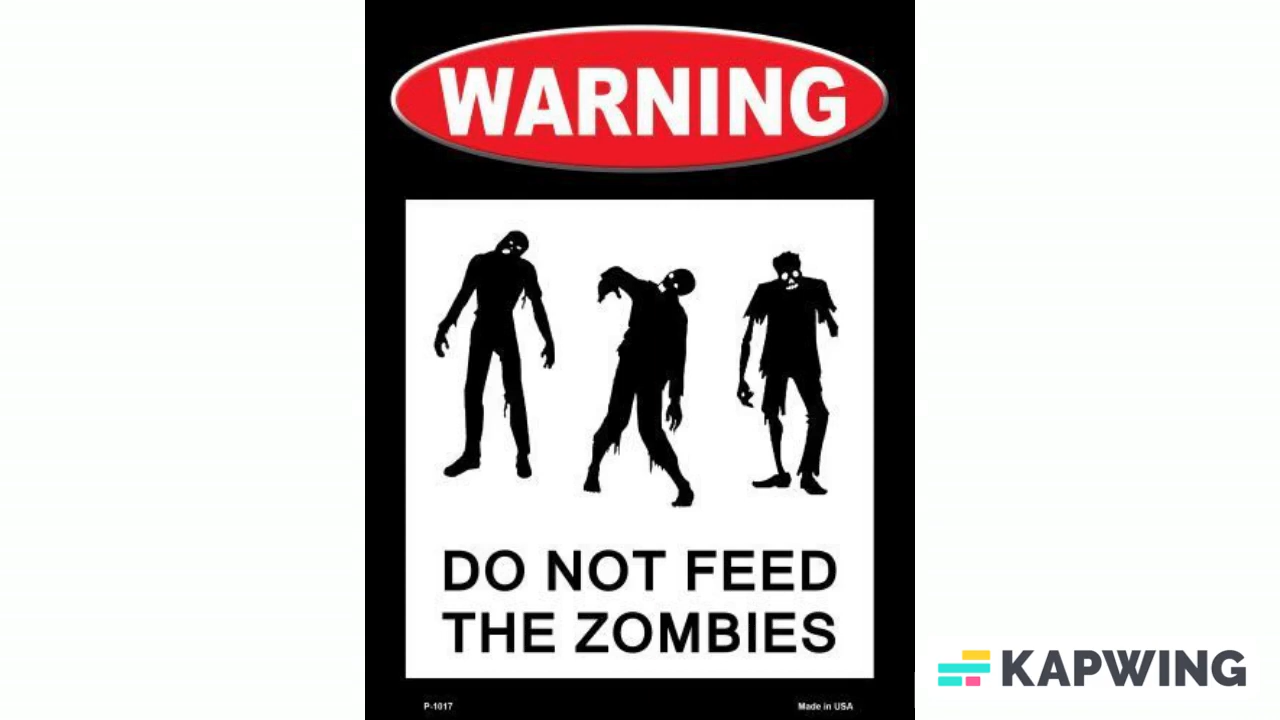 WARNING
DO NOT FEED
THE ZOMBIES
P-1017
Made in USA
KAPWING